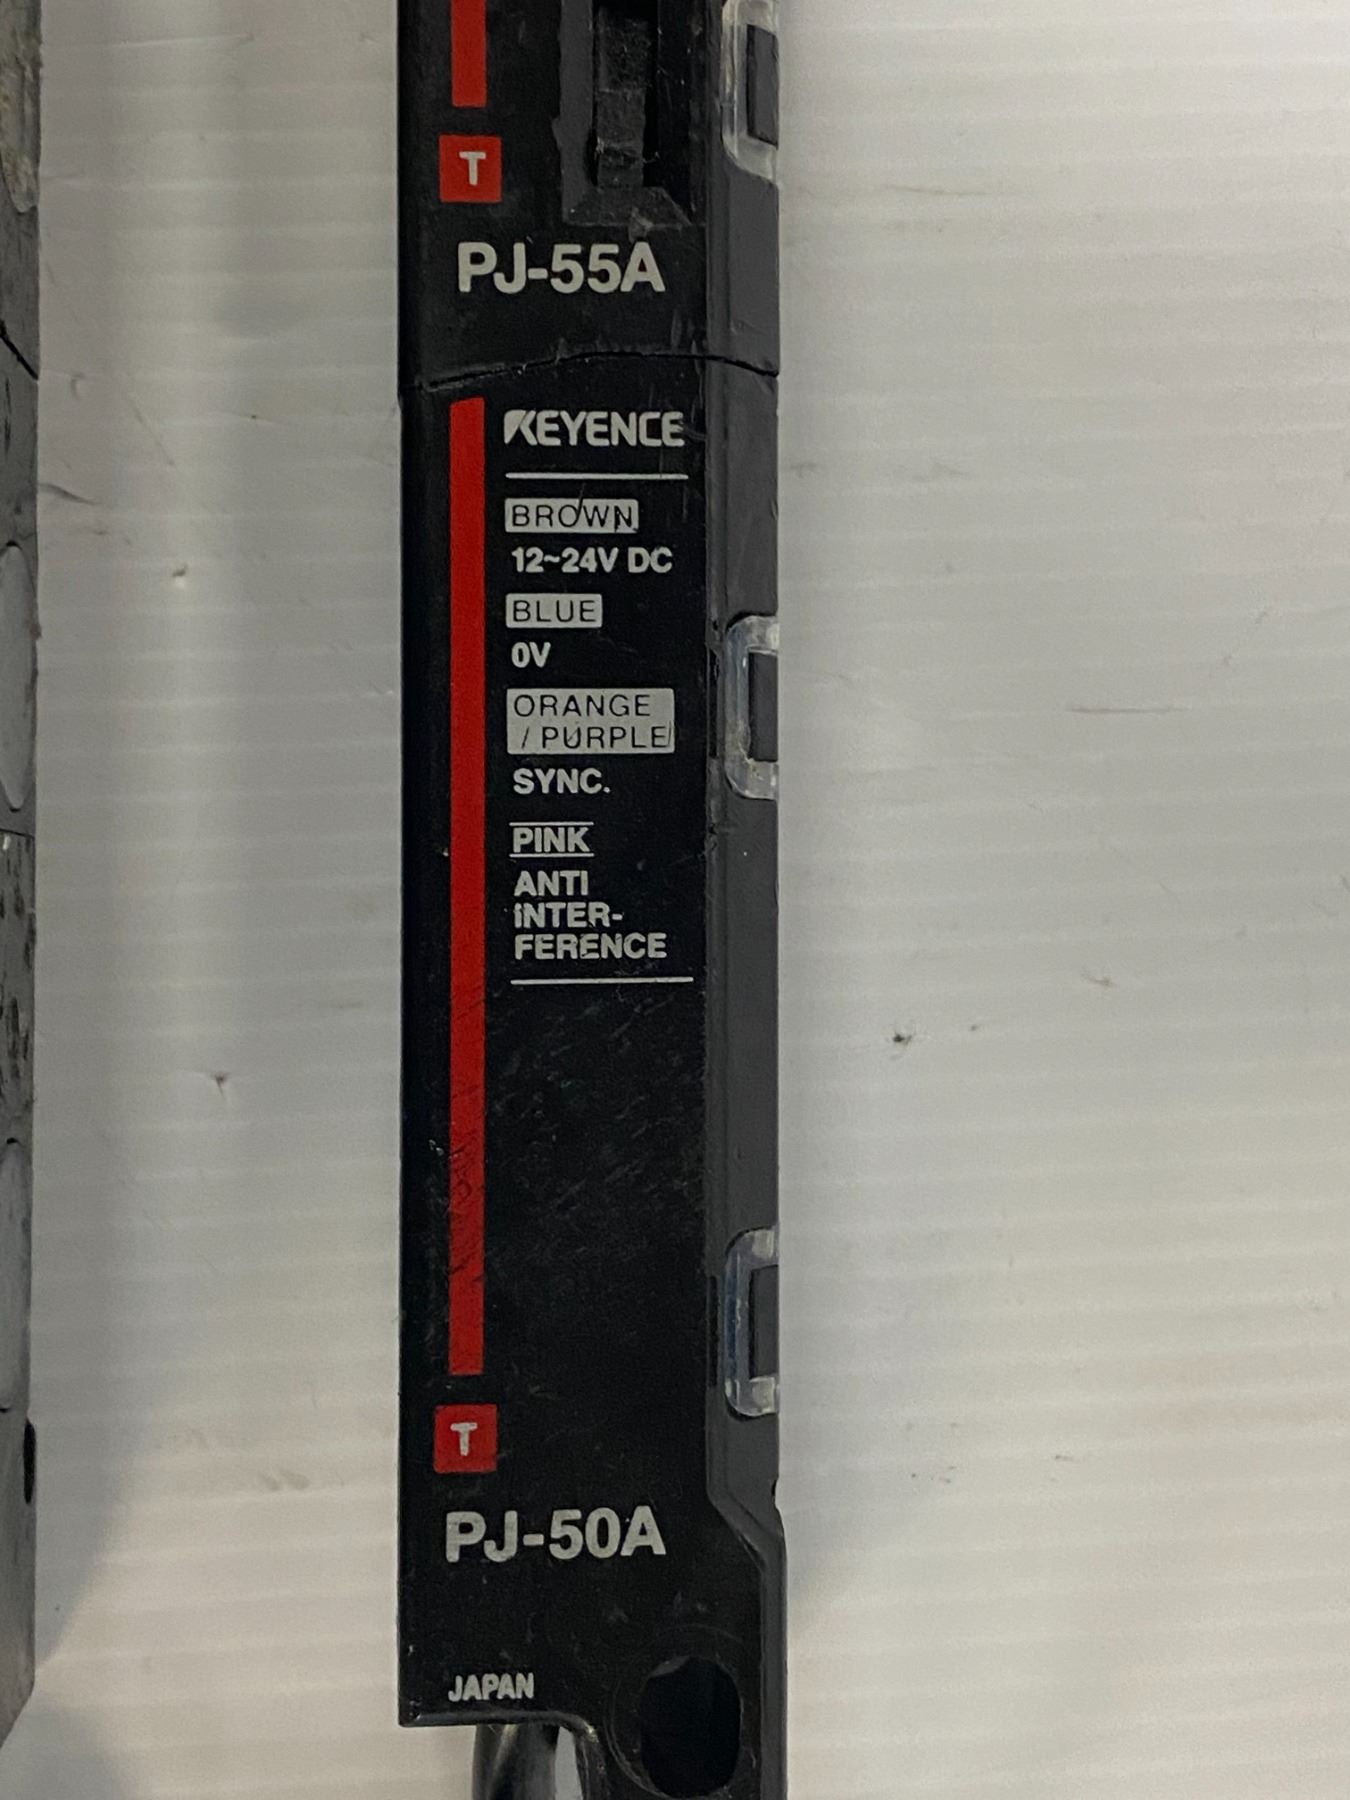 T
PJ-55A
KEYENCE
BROWN
12~24V DC
BLUE
0V
ORANGE
/ PURPLE
SYNC.
PINK
ANTI
INTER-
FERENCE
T
PJ-50A
JAPAN